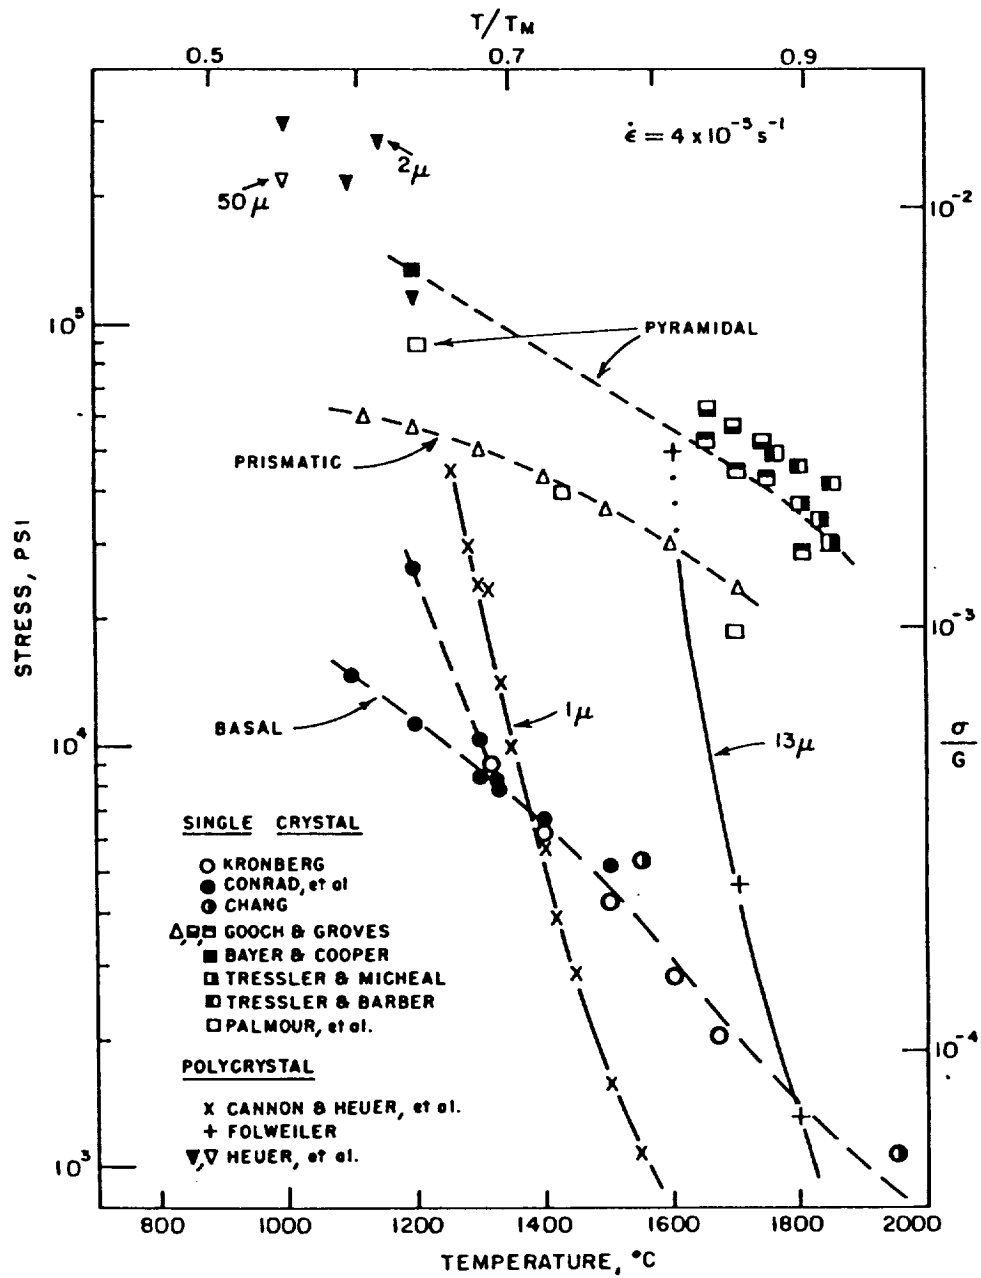 T/TM
0.5 0.7 0.9
ε̇ = 4 x 10⁻⁵ s⁻¹
2μ
50μ
10⁻²
10⁵
PYRAMIDAL
PRISMATIC
STRESS, PSI
10⁻³
1μ
BASAL
13μ
10⁴
σ
G
SINGLE CRYSTAL
KRONBERG
CONRAD, et al
CHANG
GOOCH & GROVES
BAYER & COOPER
TRESSLER & MICHEAL
TRESSLER & BARBER
PALMOUR, et al.
10⁻⁴
POLYCRYSTAL
CANNON & HEUER, et al.
FOLWEILER
HEUER, et al.
10³
800 1000 1200 1400 1600 1800 2000
TEMPERATURE, °C